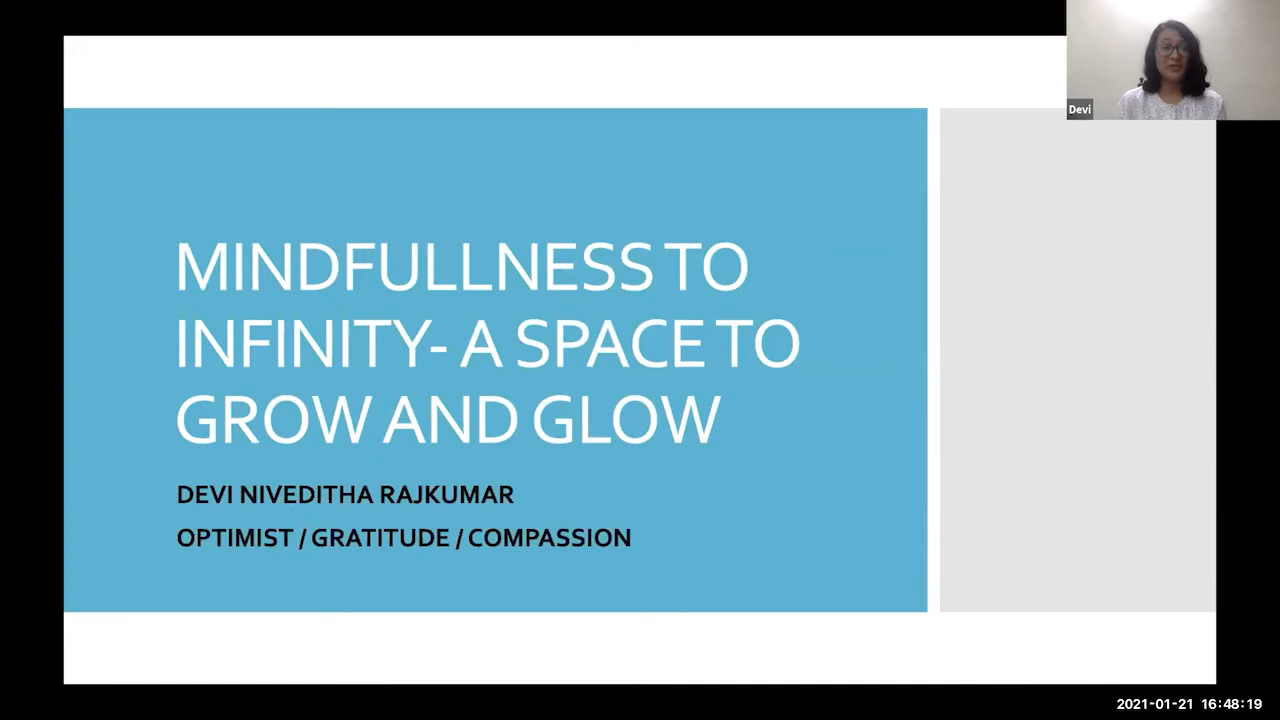 Devi
MINDFULLNESS TO
INFINITY- A SPACE TO
GROW AND GLOW
DEVI NIVEDITHA RAJKUMAR
OPTIMIST / GRATITUDE / COMPASSION
2021-01-21 16:48:19